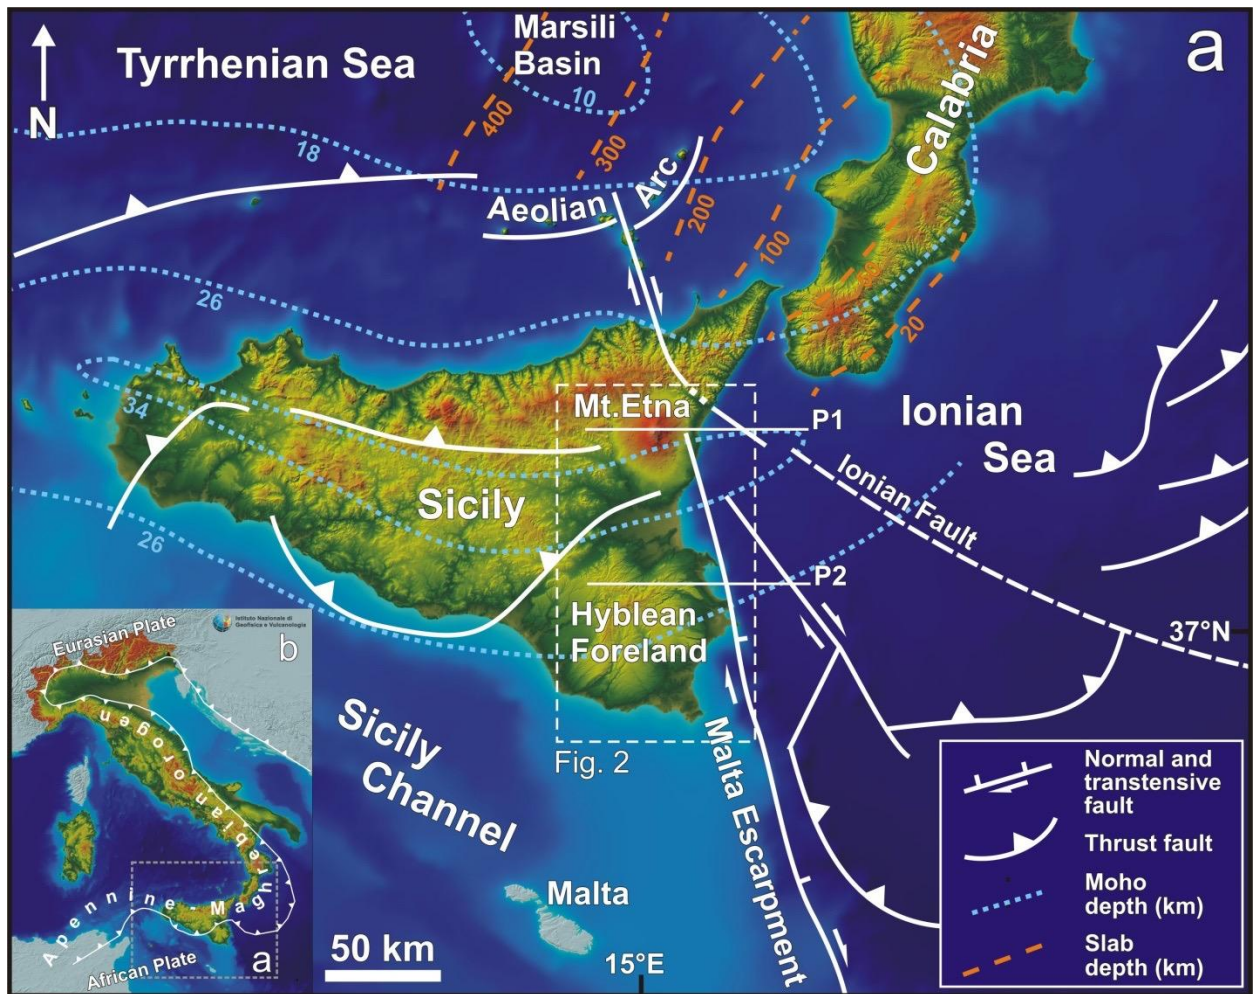 Marsili
Basin
a
Tyrrhenian Sea
N
10
400
300
18
Calabria
Aeolian
Arc
200
100
26
20
34
Mt.Etna
P1
Ionian
Sea
Ionian Fault
Sicily
26
P2
Hyblean
Foreland
37°N
Fig. 2
Sicily
Channel
Malta Escarpment
Malta
50 km
15°E
Istituto Nazionale di
Geofisica e Vulcanologia
Eurasian Plate
b
Apennine - Maghrebian orogen
African Plate
a
Normal and
transtensive
fault
Thrust fault
Moho
depth (km)
Slab
depth (km)